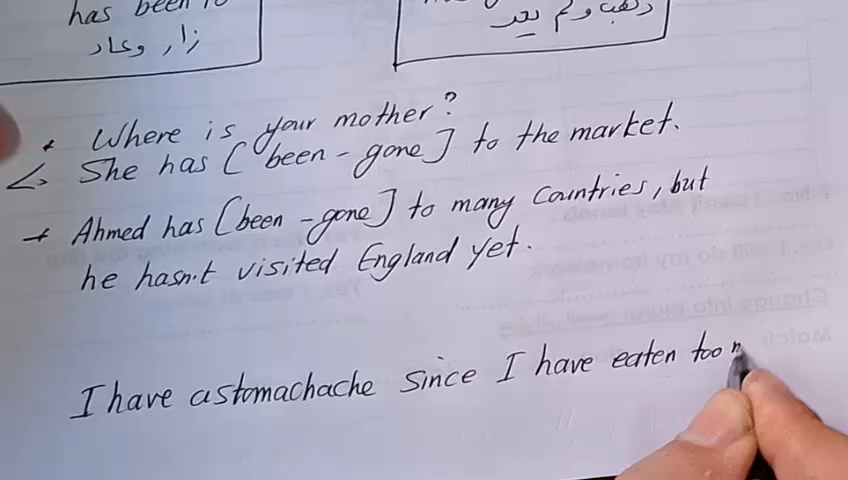 has been to
زار وعاد
ذهب ولم يعد
* Where is your mother?
She has [ been - gone ] to the market.
+ Ahmed has [been - gone] to many countries, but
he hasn't visited England yet.
I have a stomachache since I have eaten too